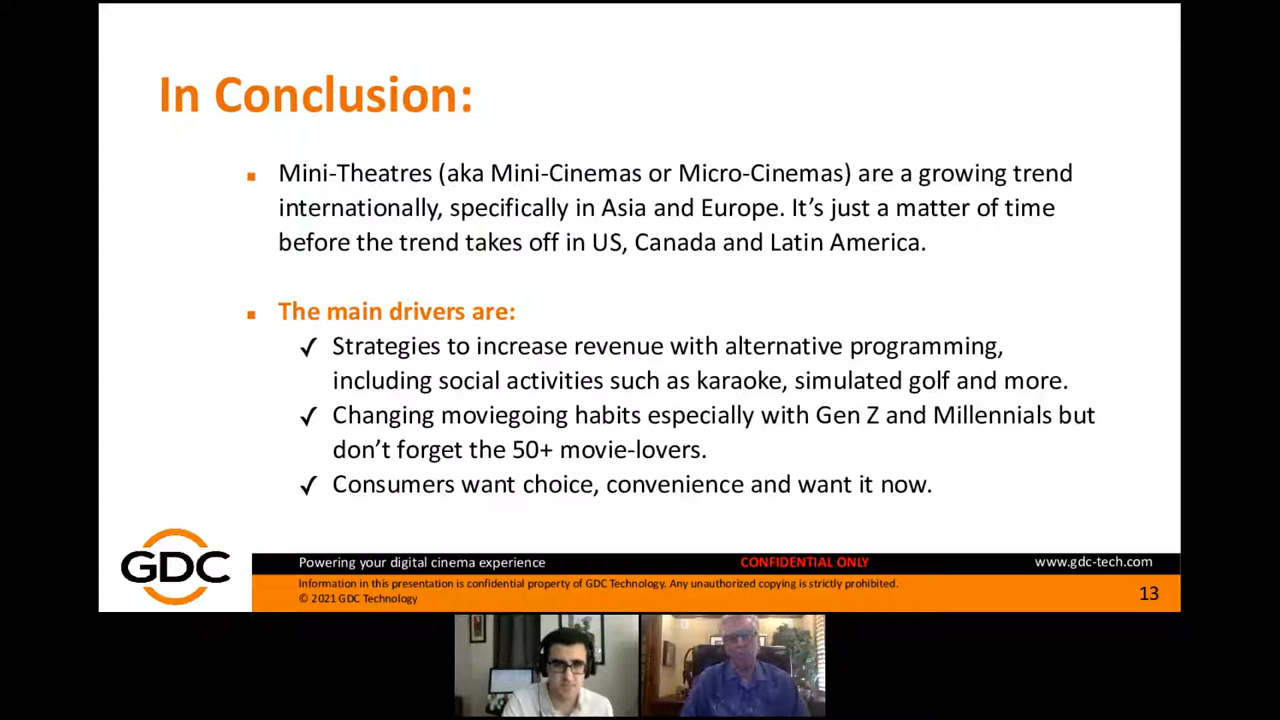 In Conclusion:
Mini-Theatres (aka Mini-Cinemas or Micro-Cinemas) are a growing trend
internationally, specifically in Asia and Europe. It’s just a matter of time
before the trend takes off in US, Canada and Latin America.
The main drivers are:
Strategies to increase revenue with alternative programming,
including social activities such as karaoke, simulated golf and more.
Changing moviegoing habits especially with Gen Z and Millennials but
don’t forget the 50+ movie-lovers.
Consumers want choice, convenience and want it now.
GDC
Powering your digital cinema experience
CONFIDENTIAL ONLY
www.gdc-tech.com
Information in this presentation is confidential property of GDC Technology. Any unauthorized copying is strictly prohibited.
© 2021 GDC Technology
13